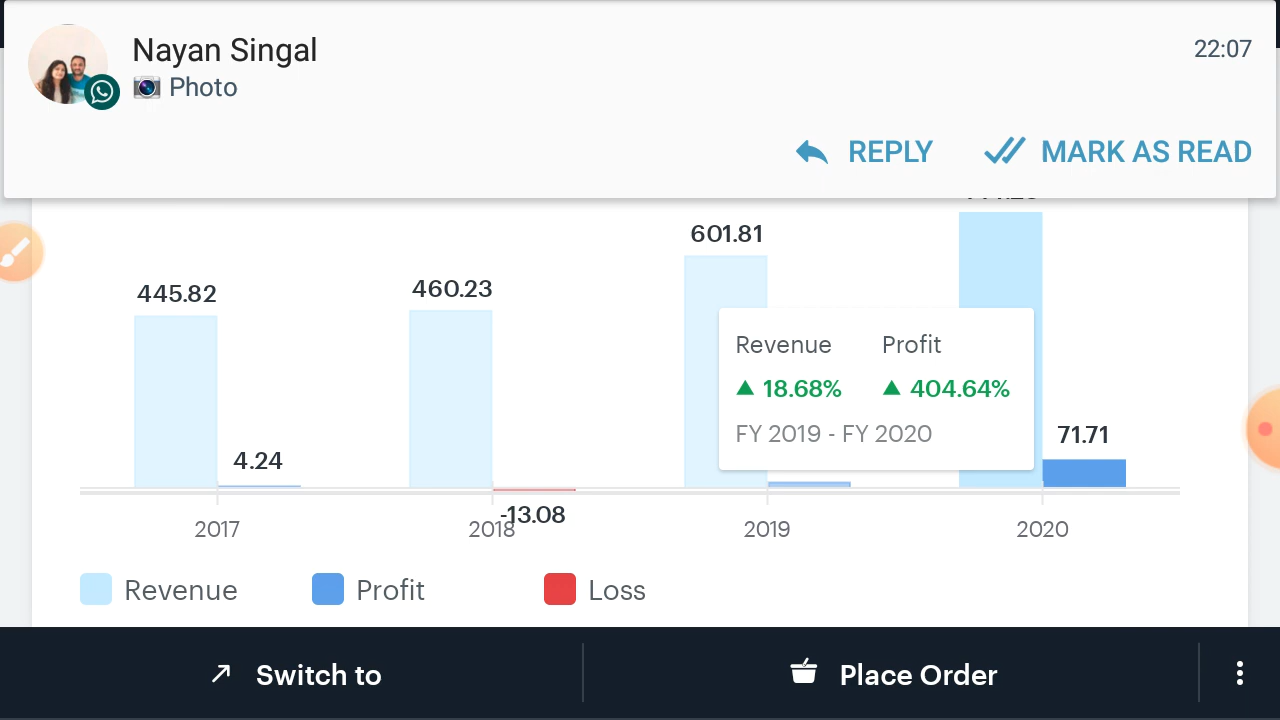 Nayan Singal
22:07
Photo
REPLY
MARK AS READ
601.81
445.82
460.23
Revenue Profit
18.68% 404.64%
FY 2019 - FY 2020
71.71
4.24
-13.08
2017 2018 2019 2020
Revenue Profit Loss
Switch to
Place Order